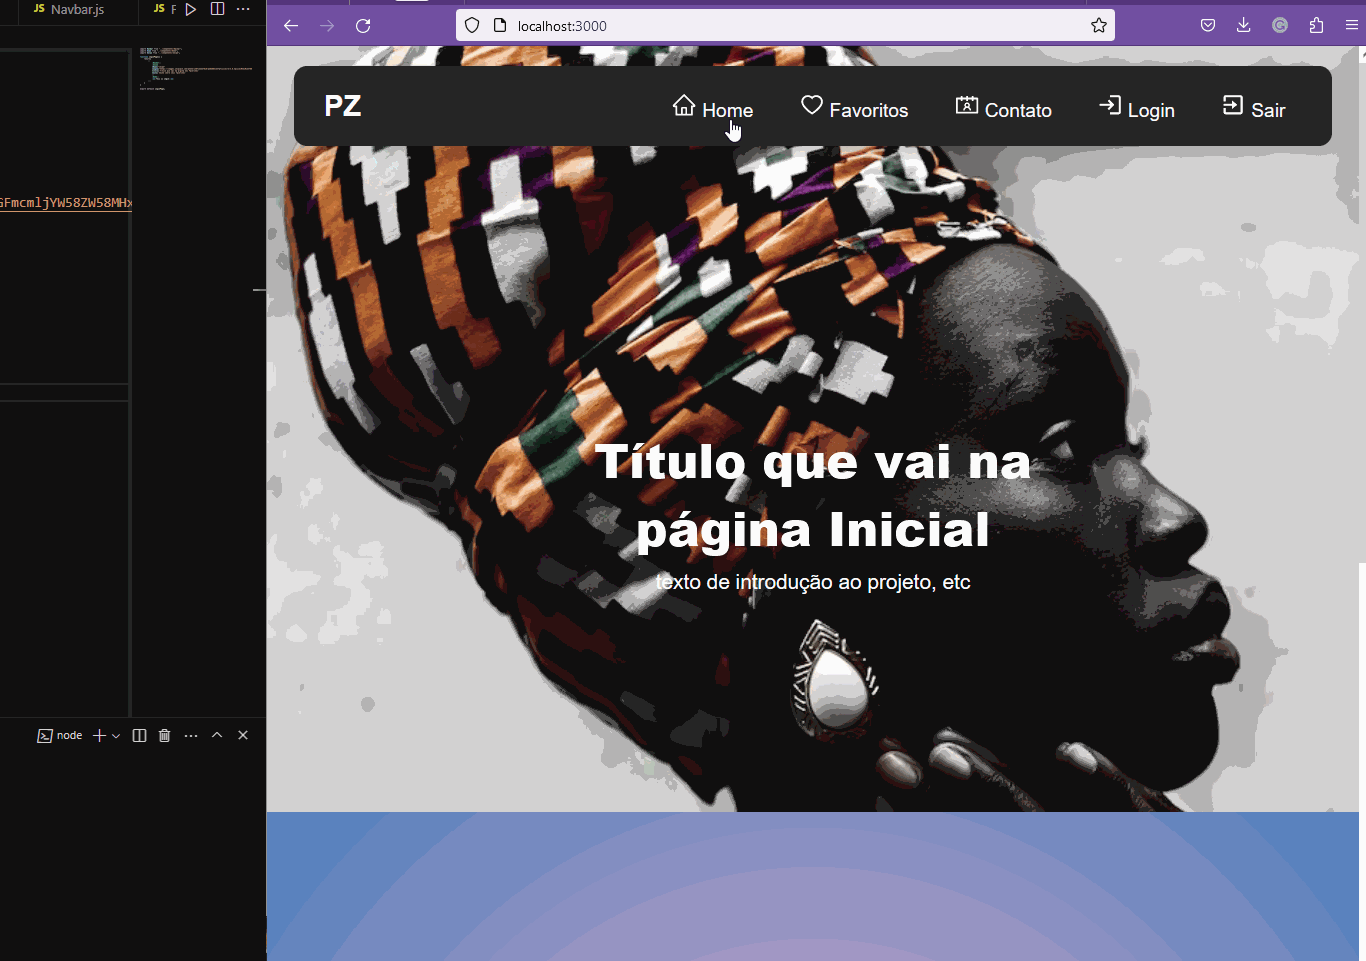 JS Navbar.js
JS F
localhost:3000
GFmcmljYW58ZW58MHx
PZ
Home
Favoritos
Contato
Login
Sair
Título que vai na
página Inicial
texto de introdução ao projeto, etc
node